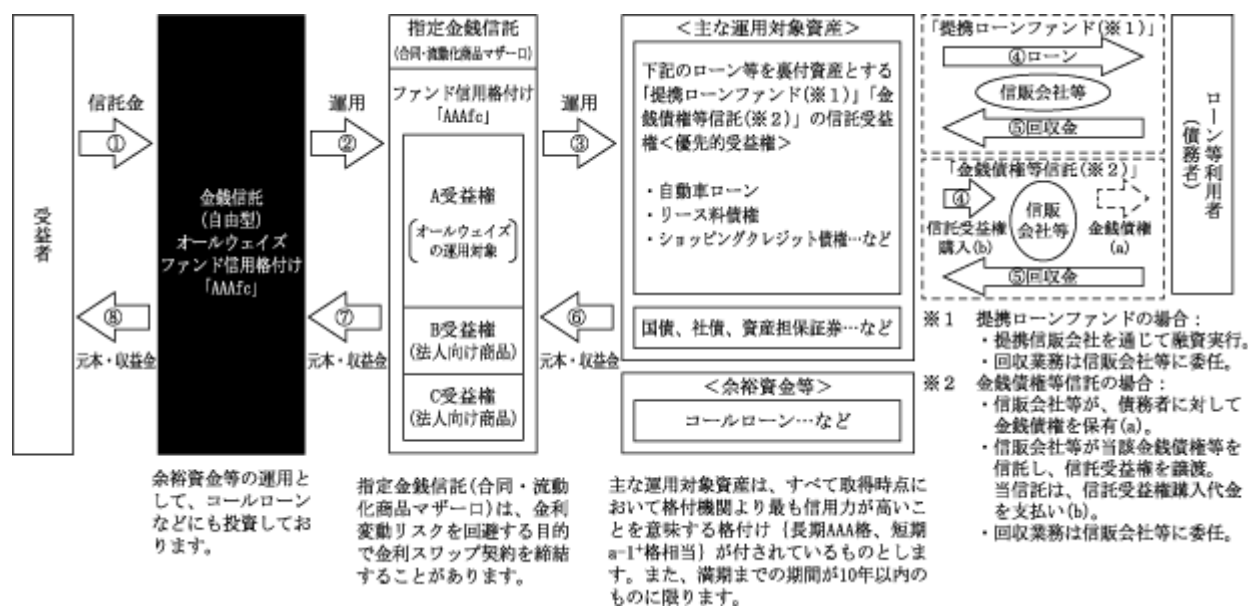 受益者
信託金
①
⑧
元本・収益金
金銭信託
(自由型)
オールウェイズ
ファンド信用格付け
「AAAfc」
余裕資金等の運用と
して、コールローン
などにも投資してお
ります。
運用
②
⑦
元本・収益金
指定金銭信託
(合同・流動化商品マザー口)
ファンド信用格付け
「AAAfc」
A受益権
オールウェイズ
の運用対象
B受益権
(法人向け商品)
C受益権
(法人向け商品)
指定金銭信託(合同・流動
化商品マザー口)は、金利
変動リスクを回避する目的
で金利スワップ契約を締結
することがあります。
運用
③
⑥
元本・収益金
<主な運用対象資産>
下記のローン等を裏付資産とする
「提携ローンファンド(※1)」「金
銭債権等信託(※2)」の信託受益
権<優先的受益権>
・自動車ローン
・リース料債権
・ショッピングクレジット債権…など
国債、社債、資産担保証券…など
<余裕資金等>
コールローン…など
主な運用対象資産は、すべて取得時点に
おいて格付機関より最も信用力が高いこ
とを意味する格付け{長期AAA格、短期
a-1⁺格相当}が付されているものとしま
す。また、満期までの期間が10年以内の
ものに限ります。
「提携ローンファンド(※1)」
④ローン
信販会社等
⑤回収金
「金銭債権等信託(※2)」
④
信託受益権
購入(b)
信販
会社等
金銭債権
(a)
⑤回収金
ローン等利用者
(債務者)
※1 提携ローンファンドの場合:
・提携信販会社を通じて融資実行。
・回収業務は信販会社等に委任。
※2 金銭債権等信託の場合:
・信販会社等が、債務者に対して
金銭債権を保有(a)。
・信販会社等が当該金銭債権等を
信託し、信託受益権を譲渡。
当信託は、信託受益権購入代金
を支払い(b)。
・回収業務は信販会社等に委任。